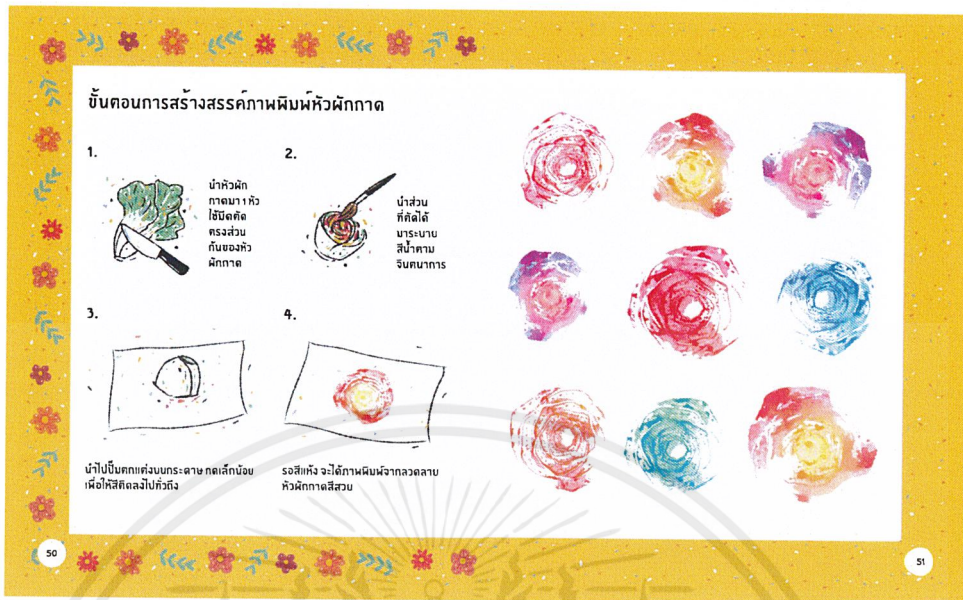 ขั้นตอนการสร้างสรรค์ภาพพิมพ์หัวผักกาด
1.
นำหัวผัก
กาดมา 1 หัว
ใช้มีดตัด
ตรงส่วน
ก้นของหัว
ผักกาด
2.
นำส่วน
ที่ตัดได้
มาระบาย
สีน้ำตาม
จินตนาการ
3.
นำไปปั๊มตกแต่งบนกระดาษ กดเล็กน้อย
เพื่อให้สีติดลงไปทั่วถึง
4.
รอสีแห้ง จะได้ภาพพิมพ์จากลวดลาย
หัวผักกาดสีสวย
50
51